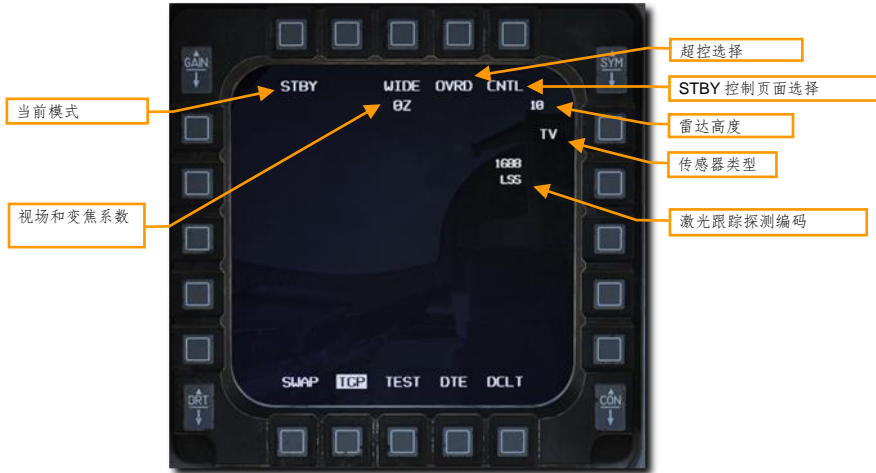 GAIN
SYM
STBY WIDE OVRD CNTL
0Z 10
TV
1688
LSS
SWAP TGP TEST DTE DCLT
BRT
CON
超控选择
STBY 控制页面选择
当前模式
雷达高度
传感器类型
视场和变焦系数
激光跟踪探测编码